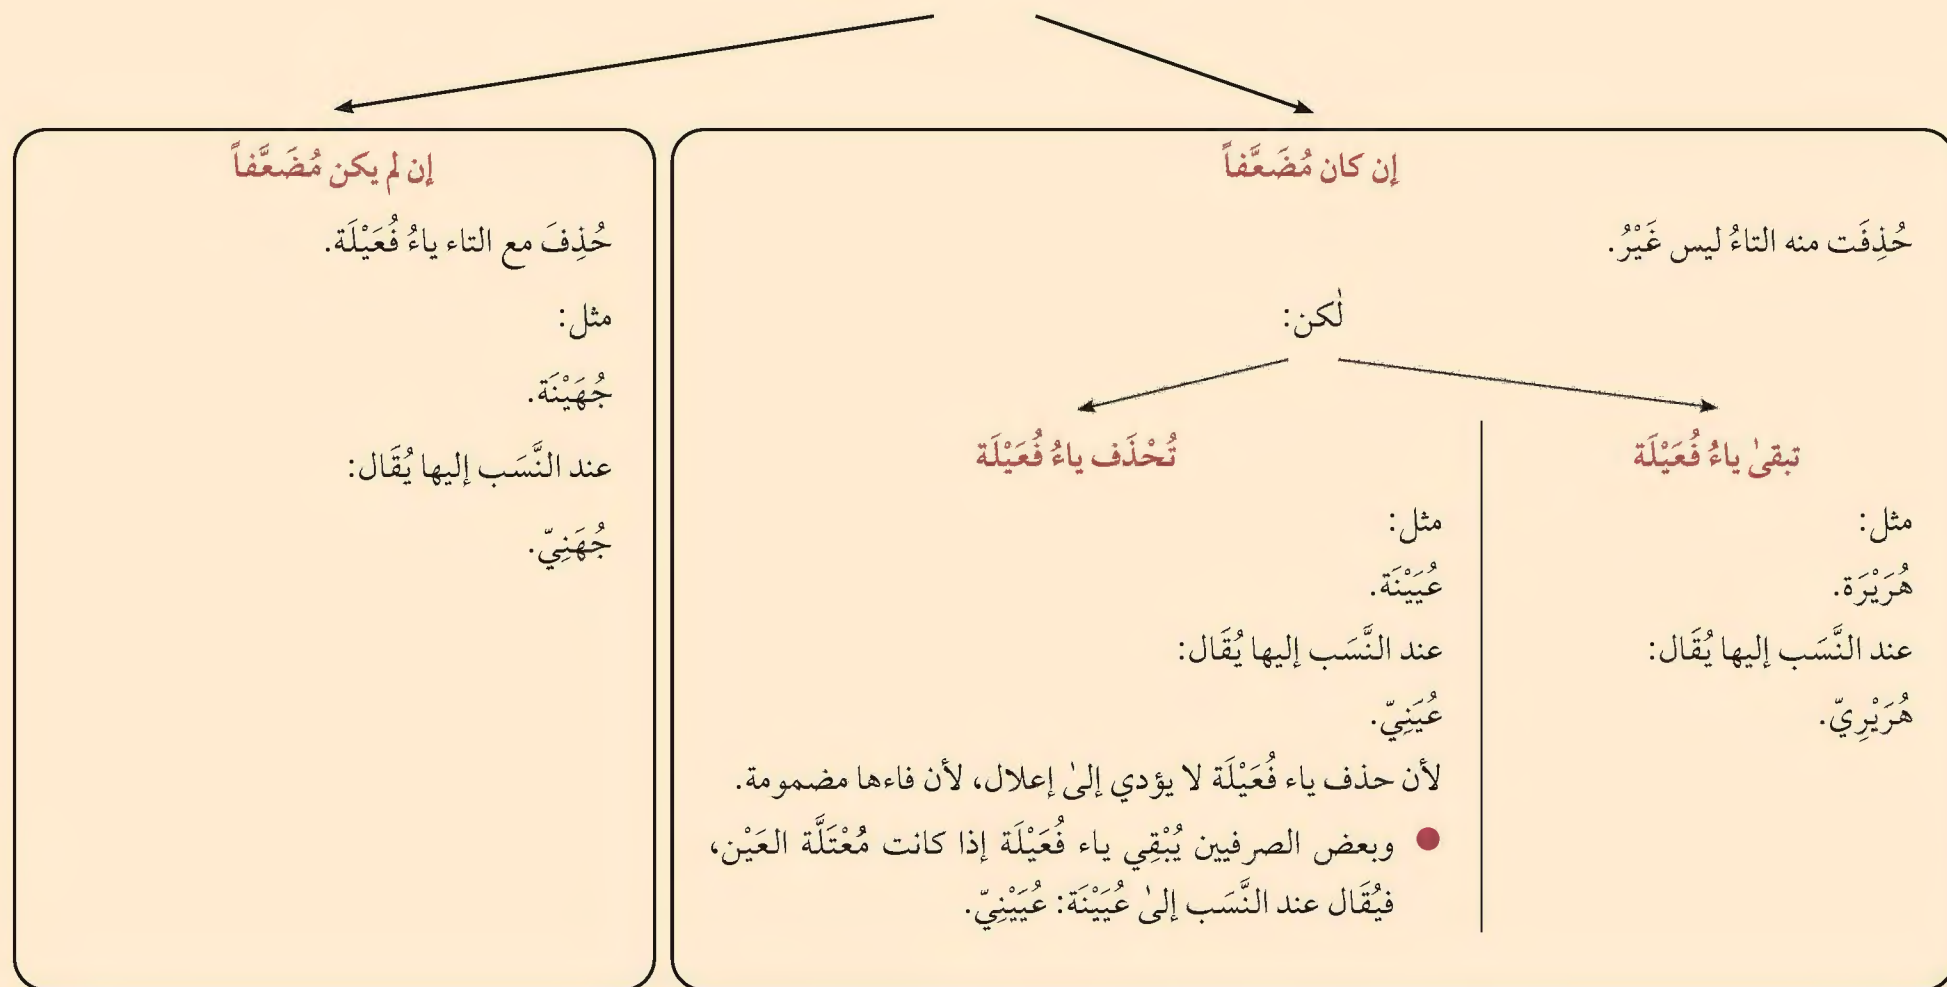 إن كان مُضَعَّفاً
حُذِفَت منه التاءُ ليس غَيْرُ.
لٰكن:
تبقىٰ ياءُ فُعَيْلَة
مثل:
هُرَيْرَة.
عند النَّسَب إليها يُقَال:
هُرَيْرِيّ.
تُحْذَف ياءُ فُعَيْلَة
مثل:
عُيَيْنَة.
عند النَّسَب إليها يُقَال:
عُيَنِيّ.
لأن حذف ياء فُعَيْلَة لا يؤدي إلىٰ إعلال، لأن فاءها مضمومة.
● وبعض الصرفيين يُبْقِي ياء فُعَيْلَة إذا كانت مُعْتَلَّة العَيْن،
فيُقَال عند النَّسَب إلىٰ عُيَيْنَة: عُيَيْنِيّ.
إن لم يكن مُضَعَّفاً
حُذِفَ مع التاء ياءُ فُعَيْلَة.
مثل:
جُهَيْنَة.
عند النَّسَب إليها يُقَال:
جُهَنِيّ.